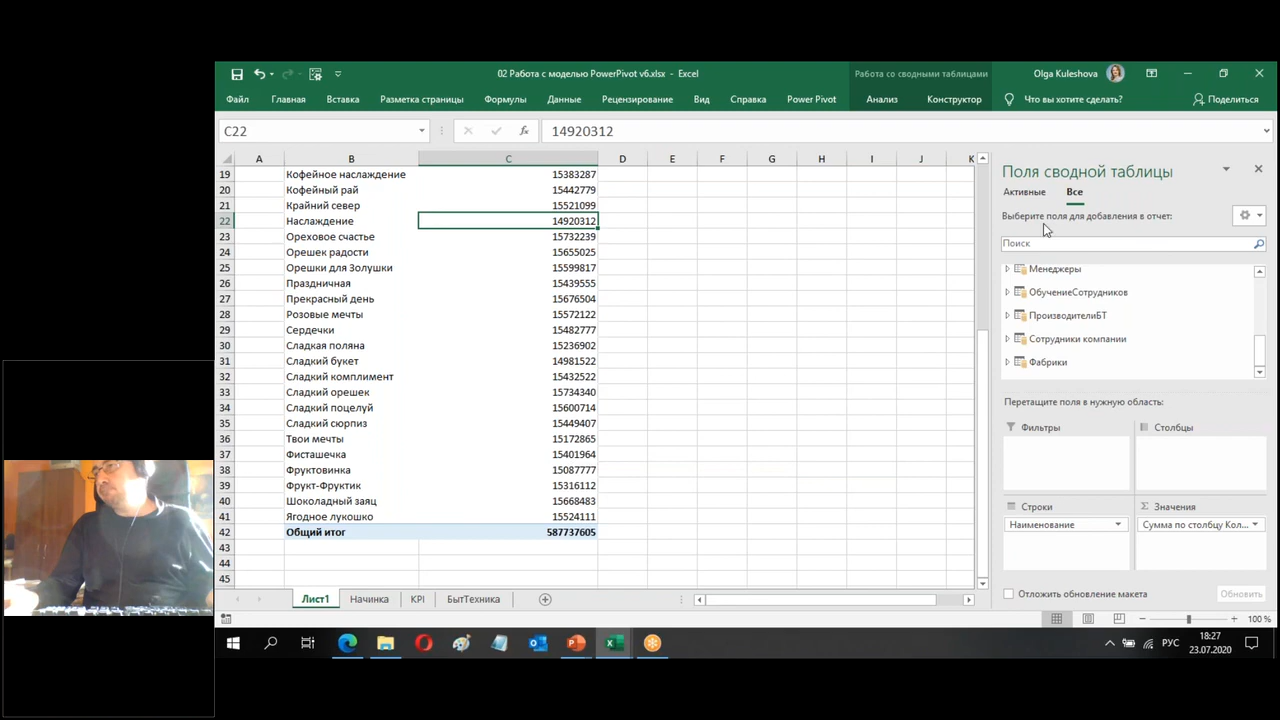 02 Работа с моделью PowerPivot v6.xlsx - Excel
Работа со сводными таблицами
Olga Kuleshova
Файл Главная Вставка Разметка страницы Формулы Данные Рецензирование Вид Справка Power Pivot Анализ Конструктор Что вы хотите сделать? Поделиться
C22 fx 14920312
A B C D E F G H I J K
19 Кофейное наслаждение 15383287
20 Кофейный рай 15442779
21 Крайний север 15521099
22 Наслаждение 14920312
23 Ореховое счастье 15732239
24 Орешек радости 15655025
25 Орешки для Золушки 15599817
26 Праздничная 15439555
27 Прекрасный день 15676504
28 Розовые мечты 15572122
29 Сердечки 15482777
30 Сладкая поляна 15236902
31 Сладкий букет 14981522
32 Сладкий комплимент 15432522
33 Сладкий орешек 15734340
34 Сладкий поцелуй 15600714
35 Сладкий сюрпиз 15449407
36 Твои мечты 15172865
37 Фисташечка 15401964
38 Фруктовинка 15087777
39 Фрукт-Фруктик 15316112
40 Шоколадный заяц 15668483
41 Ягодное лукошко 15524111
42 Общий итог 587737605
43
44
45
Поля сводной таблицы
Активные Все
Выберите поля для добавления в отчет:
Поиск
Менеджеры
ОбучениеСотрудников
ПроизводителиБТ
Сотрудники компании
Фабрики
Перетащите поля в нужную область:
Фильтры Столбцы
Строки Σ Значения
Наименование Сумма по столбцу Кол...
Отложить обновление макета Обновить
Лист1 Начинка KPI БытТехника
100 %
РУС
18:27
23.07.2020